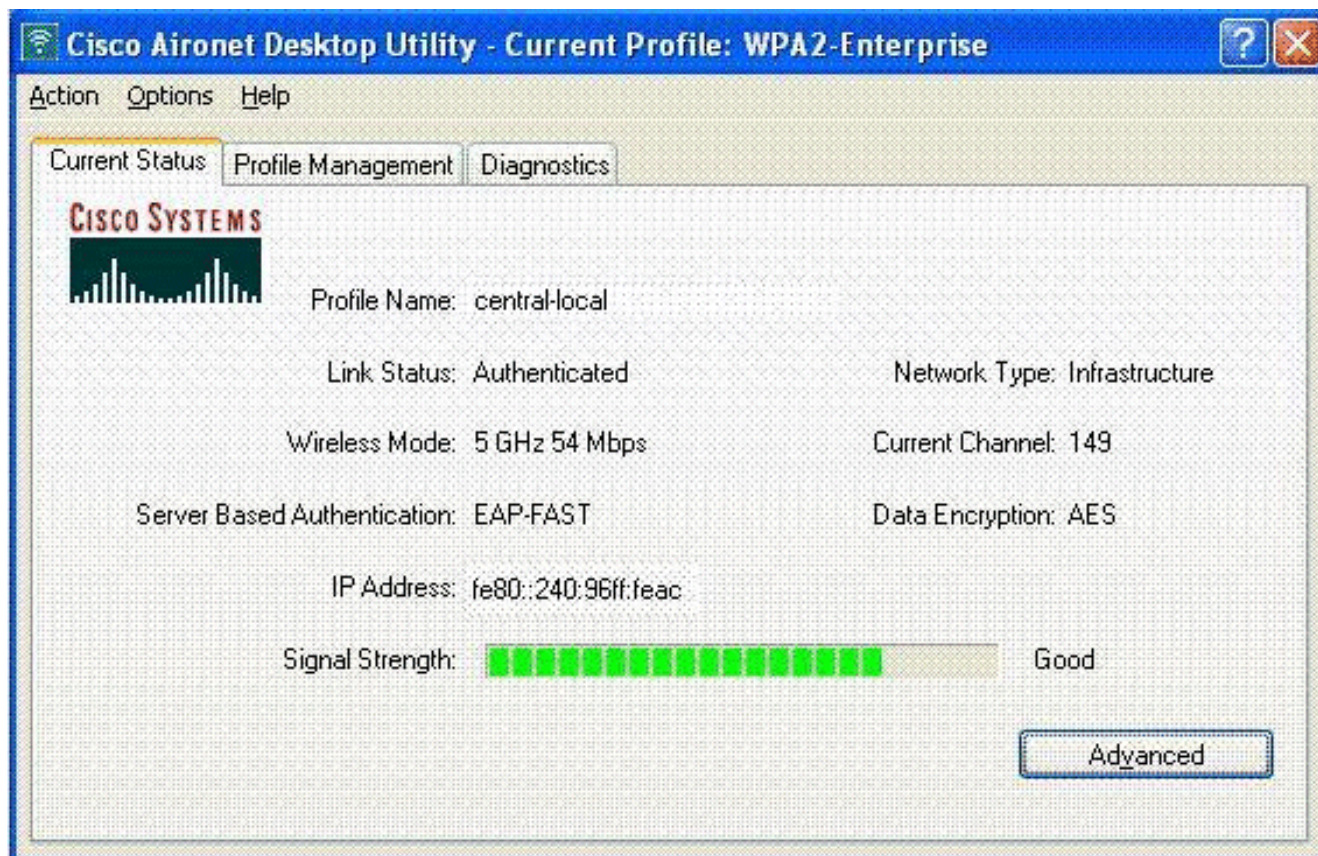 Cisco Aironet Desktop Utility - Current Profile: WPA2-Enterprise
Action Options Help
Current Status Profile Management Diagnostics
CISCO SYSTEMS
Profile Name: central-local
Link Status: Authenticated Network Type: Infrastructure
Wireless Mode: 5 GHz 54 Mbps Current Channel: 149
Server Based Authentication: EAP-FAST Data Encryption: AES
IP Address: fe80::240:96ff:feac
Signal Strength: Good
Advanced